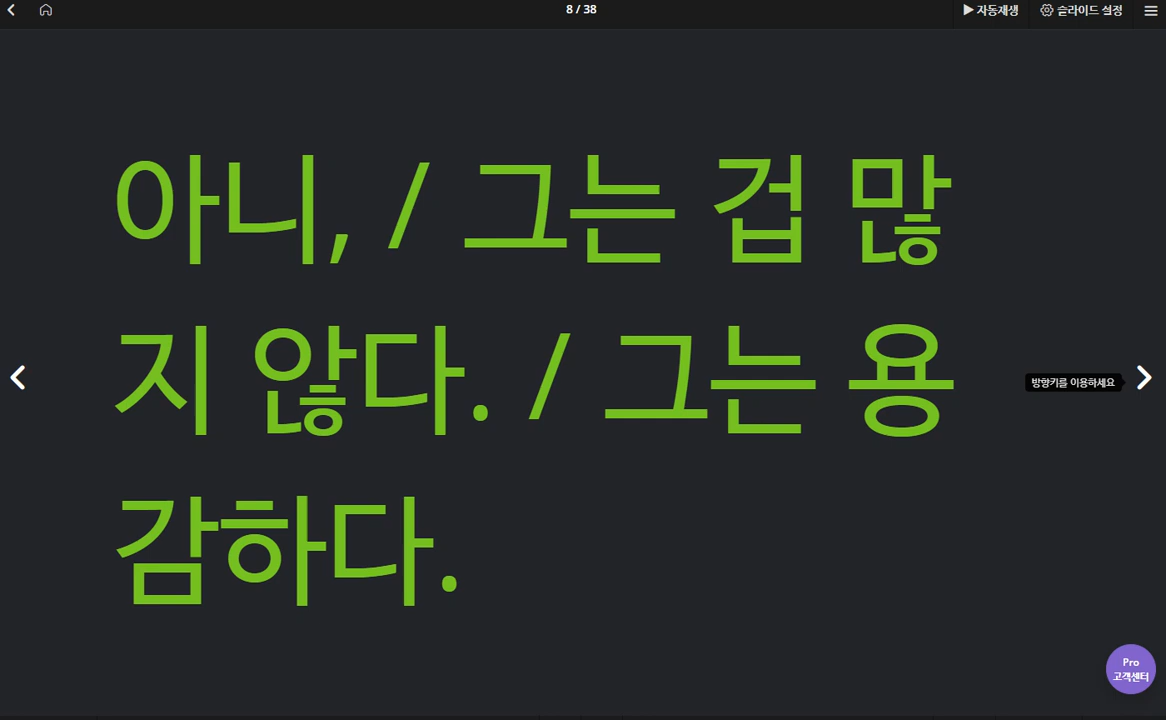 8 / 38
▶ 자동재생
슬라이드 설정
아니, / 그는 겁 많
지 않다. / 그는 용
방향키를 이용하세요
감하다.
Pro
고객센터